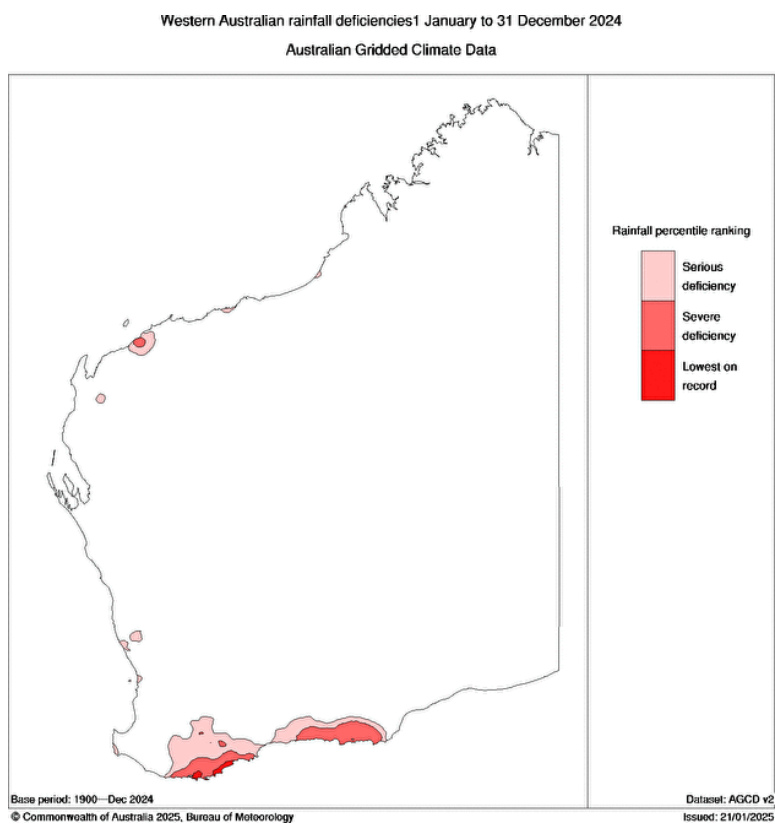 Western Australian rainfall deficiencies1 January to 31 December 2024
Australian Gridded Climate Data
Rainfall percentile ranking
Serious
deficiency
Severe
deficiency
Lowest on
record
Base period: 1900—Dec 2024
Dataset: AGCD v2
© Commonwealth of Australia 2025, Bureau of Meteorology
Issued: 21/01/2025